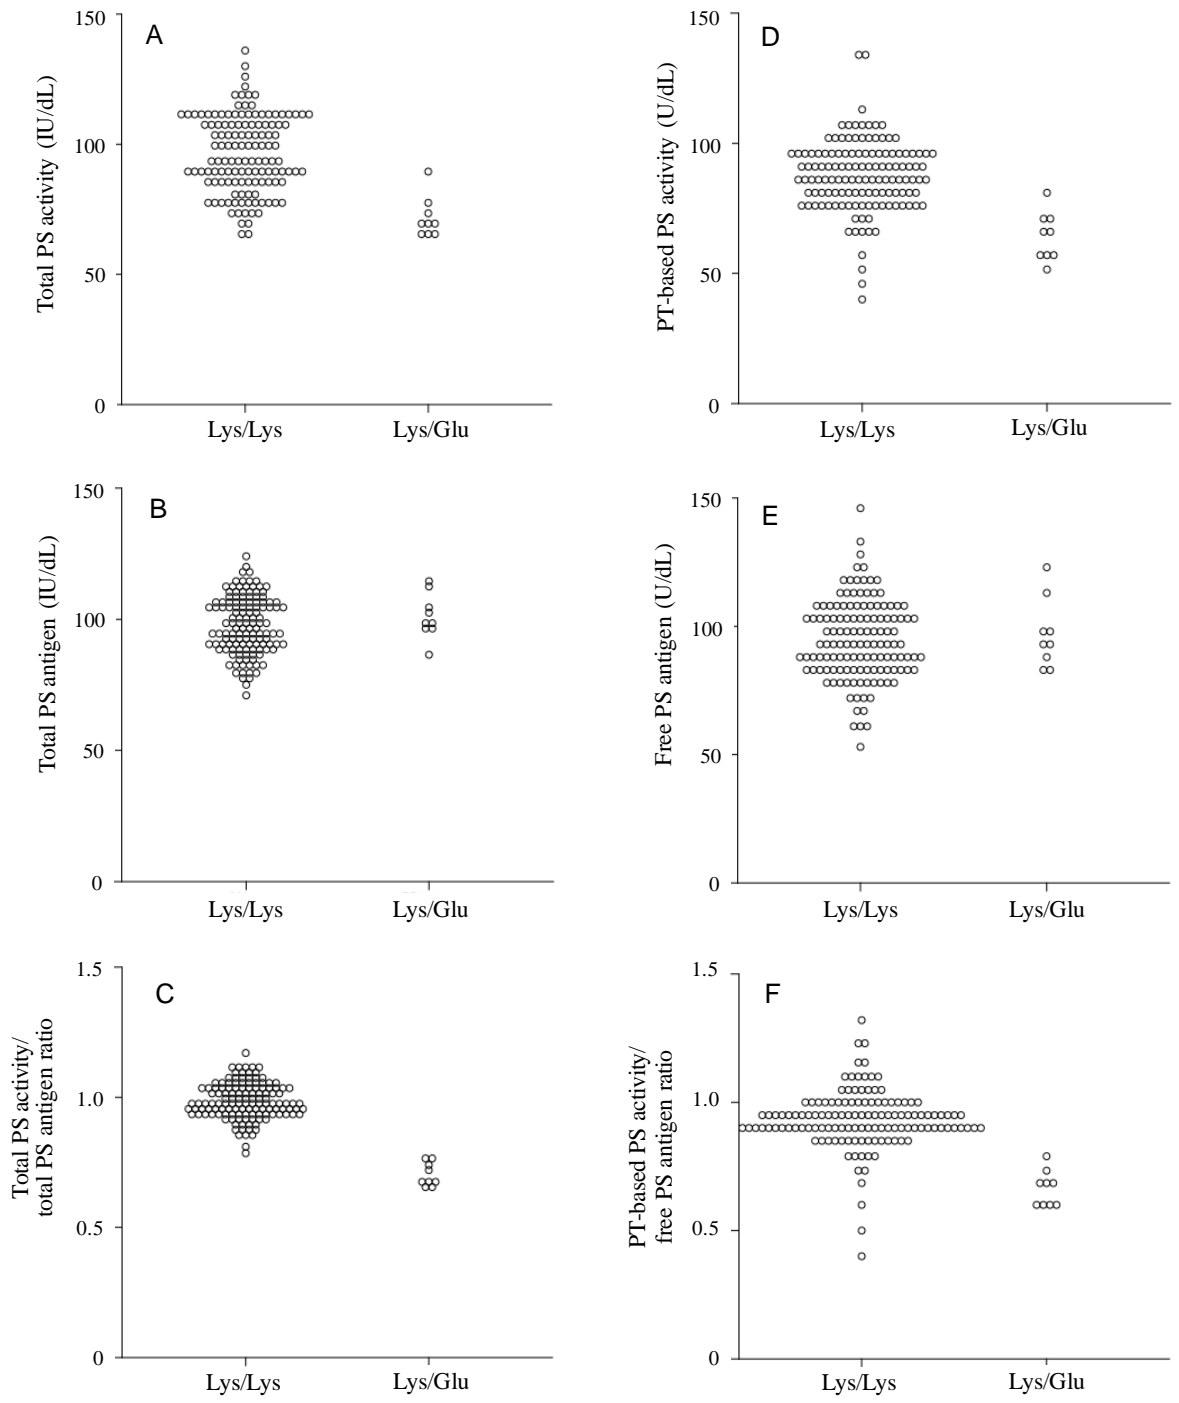 A
150
100
50
0
Total PS activity (IU/dL)
Lys/Lys
Lys/Glu
D
150
100
50
0
PT-based PS activity (U/dL)
Lys/Lys
Lys/Glu
B
150
100
50
0
Total PS antigen (IU/dL)
Lys/Lys
Lys/Glu
E
150
100
50
0
Free PS antigen (U/dL)
Lys/Lys
Lys/Glu
C
1.5
1.0
0.5
0
Total PS activity/
total PS antigen ratio
Lys/Lys
Lys/Glu
F
1.5
1.0
0.5
0
PT-based PS activity/
free PS antigen ratio
Lys/Lys
Lys/Glu